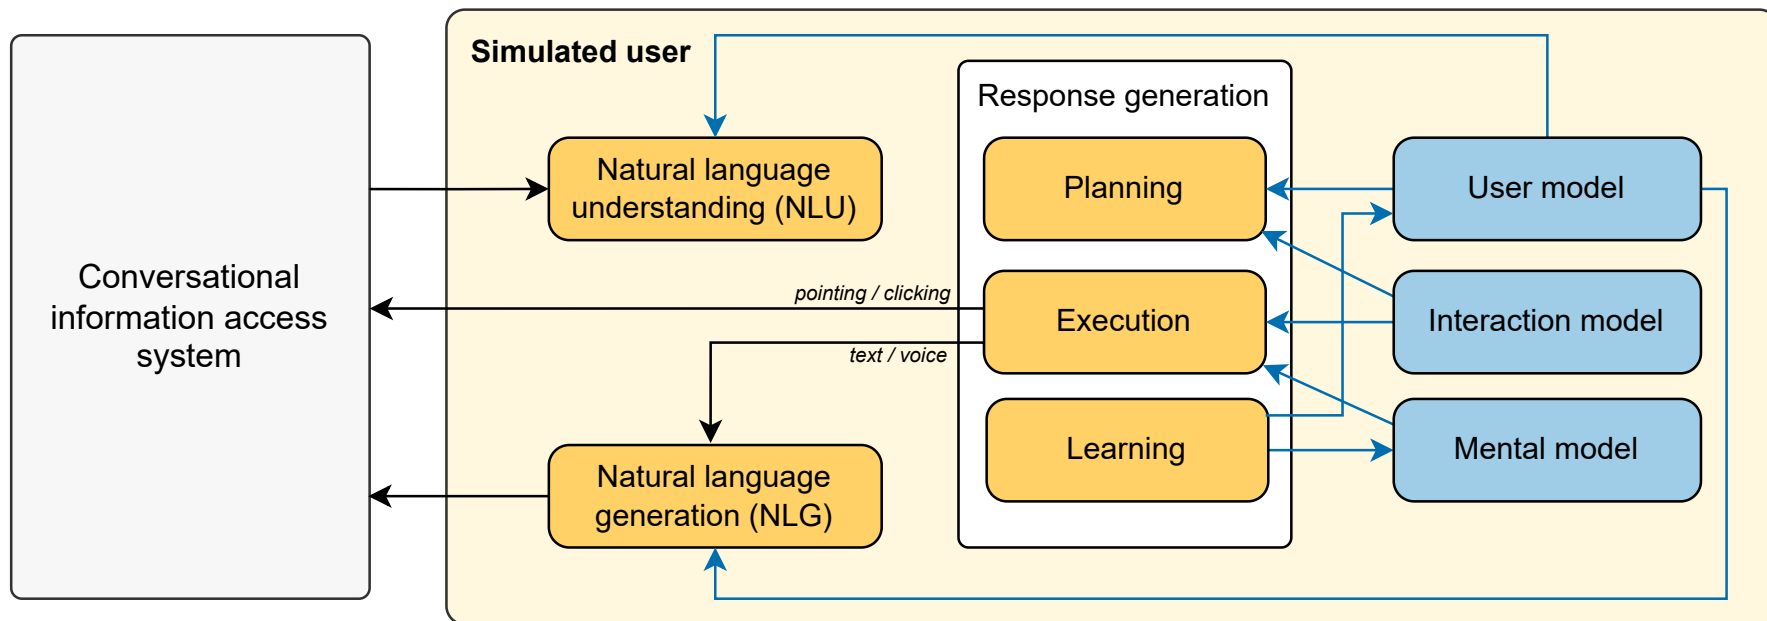 Conversational
information access
system
Simulated user
Natural language
understanding (NLU)
pointing / clicking
text / voice
Natural language
generation (NLG)
Response generation
Planning
Execution
Learning
User model
Interaction model
Mental model